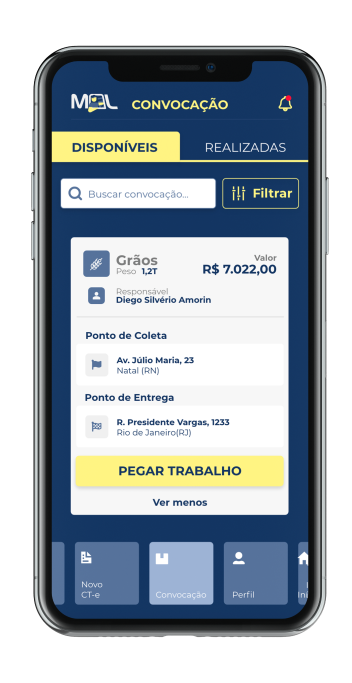 MOL CONVOCAÇÃO
DISPONÍVEIS REALIZADAS
Buscar convocação... Filtrar
Grãos
Peso 1,2T
Valor
R$ 7.022,00
Responsável
Diego Silvério Amorin
Ponto de Coleta
Av. Júlio Maria, 23
Natal (RN)
Ponto de Entrega
R. Presidente Vargas, 1233
Rio de Janeiro(RJ)
PEGAR TRABALHO
Ver menos
Novo
CT-e
Convocação
Perfil